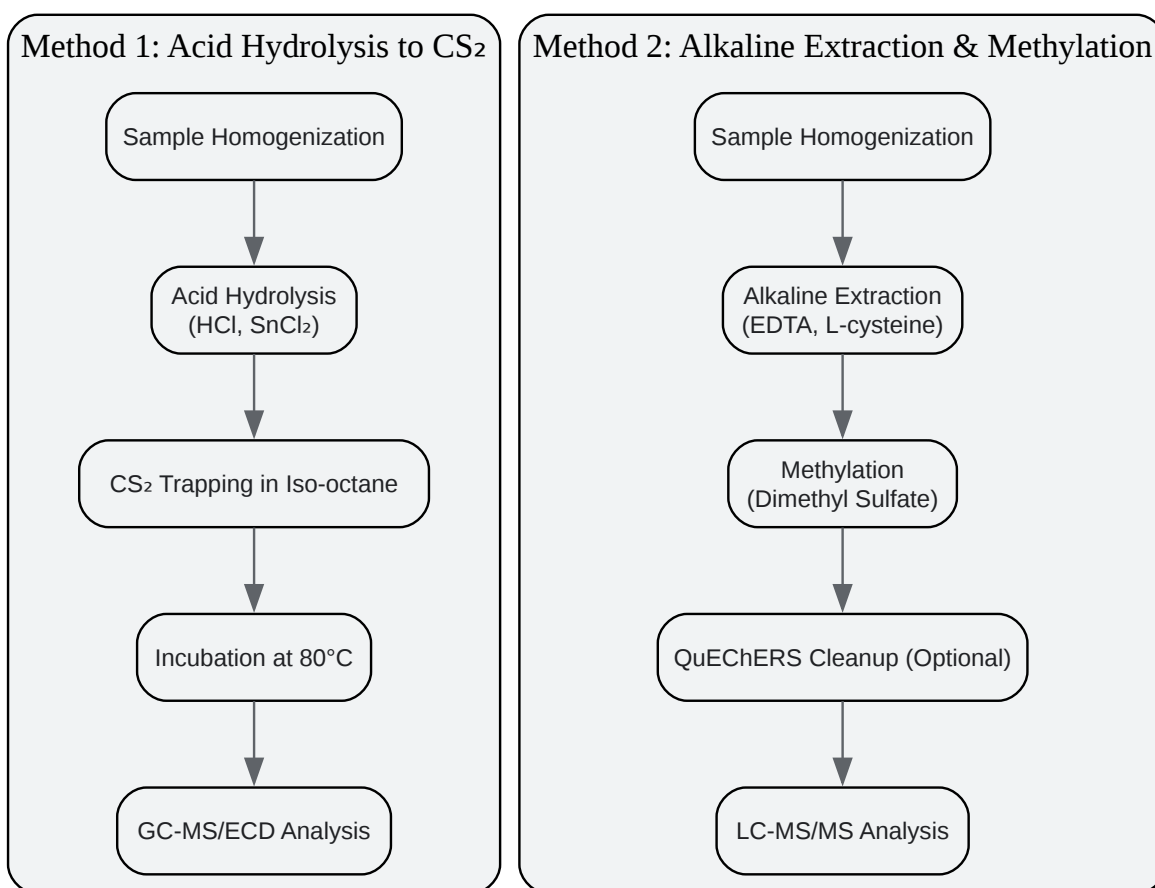 Method 1: Acid Hydrolysis to CS₂
Sample Homogenization
Acid Hydrolysis
(HCl, SnCl₂)
CS₂ Trapping in Iso-octane
Incubation at 80°C
GC-MS/ECD Analysis
Method 2: Alkaline Extraction & Methylation
Sample Homogenization
Alkaline Extraction
(EDTA, L-cysteine)
Methylation
(Dimethyl Sulfate)
QuEChERS Cleanup (Optional)
LC-MS/MS Analysis